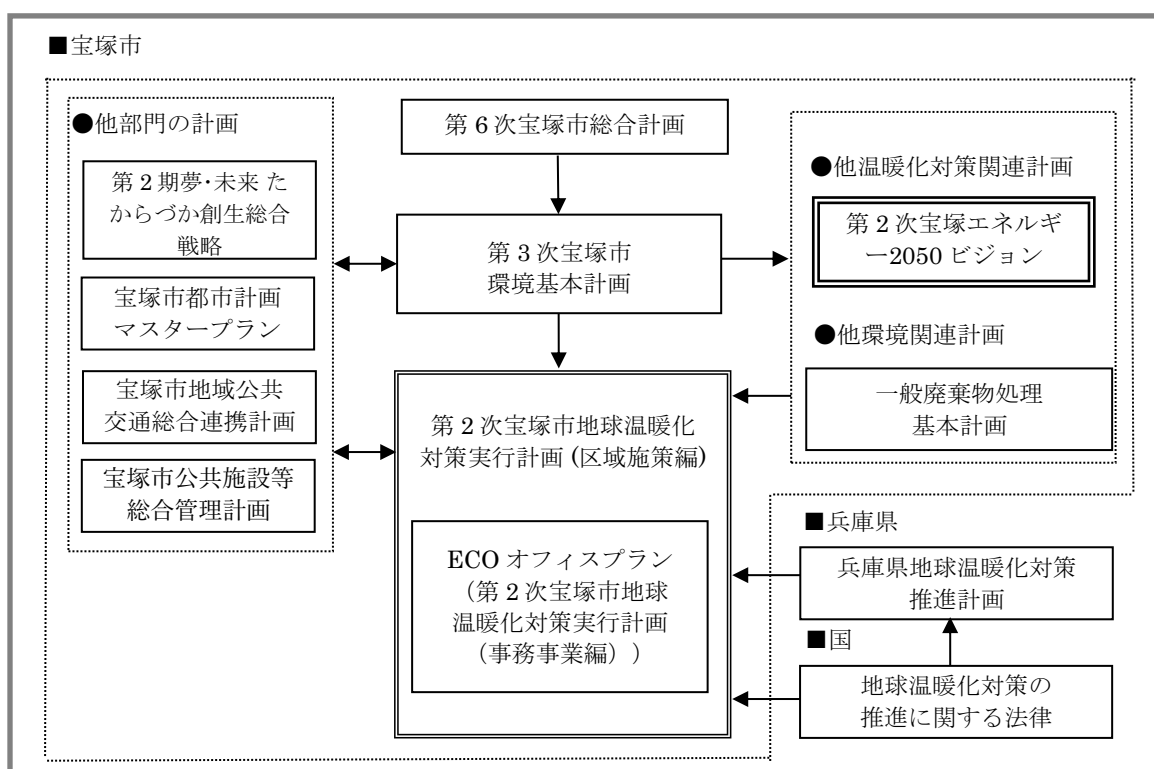 ■宝塚市
●他部門の計画
第２期夢･未来 た
からづか創生総合
戦略
宝塚市都市計画
マスタープラン
宝塚市地域公共
交通総合連携計画
宝塚市公共施設等
総合管理計画
第６次宝塚市総合計画
第３次宝塚市
環境基本計画
第２次宝塚市地球温暖化
対策実行計画 (区域施策編)
ECO オフィスプラン
（第２次宝塚市地球
温暖化対策実行計画
（事務事業編））
●他温暖化対策関連計画
第２次宝塚エネルギ
ー2050 ビジョン
●他環境関連計画
一般廃棄物処理
基本計画
■兵庫県
兵庫県地球温暖化対策
推進計画
■国
地球温暖化対策の
推進に関する法律